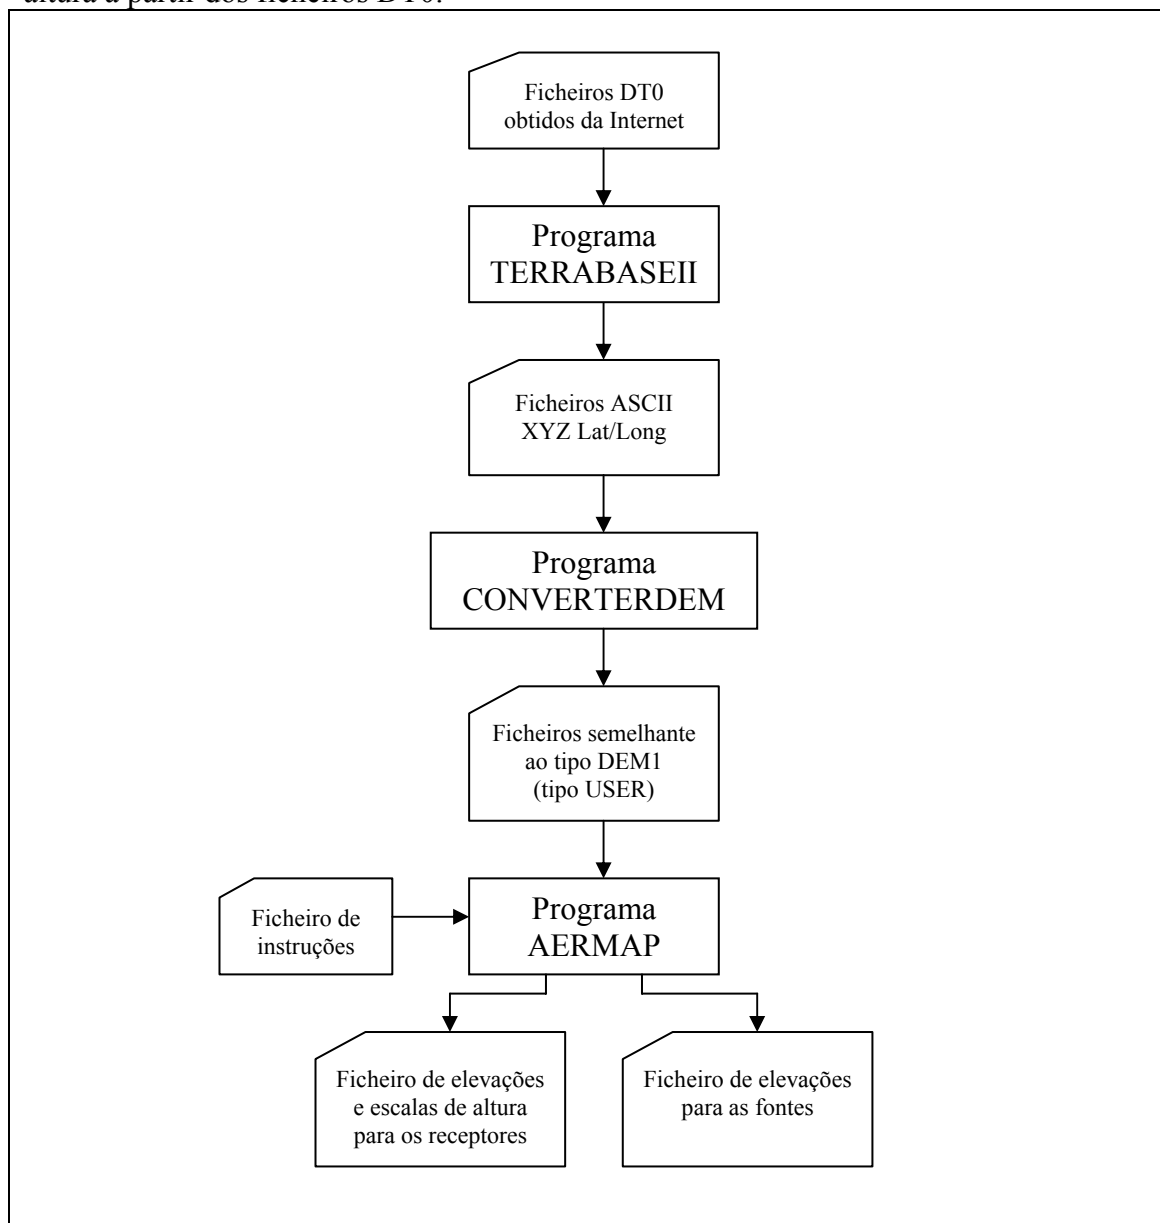 altura a partir dos ficheiros DT0.
Ficheiros DT0
obtidos da Internet
Programa
TERRABASEII
Ficheiros ASCII
XYZ Lat/Long
Programa
CONVERTERDEM
Ficheiros semelhante
ao tipo DEM1
(tipo USER)
Ficheiro de
instruções
Programa
AERMAP
Ficheiro de elevações
e escalas de altura
para os receptores
Ficheiro de elevações
para as fontes